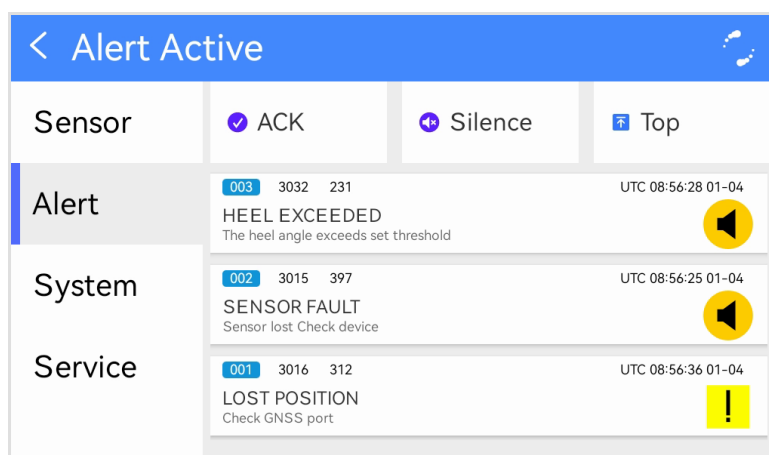 Alert Active
Sensor
ACK
Silence
Top
Alert
003 3032 231 UTC 08:56:28 01-04
HEEL EXCEEDED
The heel angle exceeds set threshold
System
002 3015 397 UTC 08:56:25 01-04
SENSOR FAULT
Sensor lost Check device
Service
001 3016 312 UTC 08:56:36 01-04
LOST POSITION
Check GNSS port